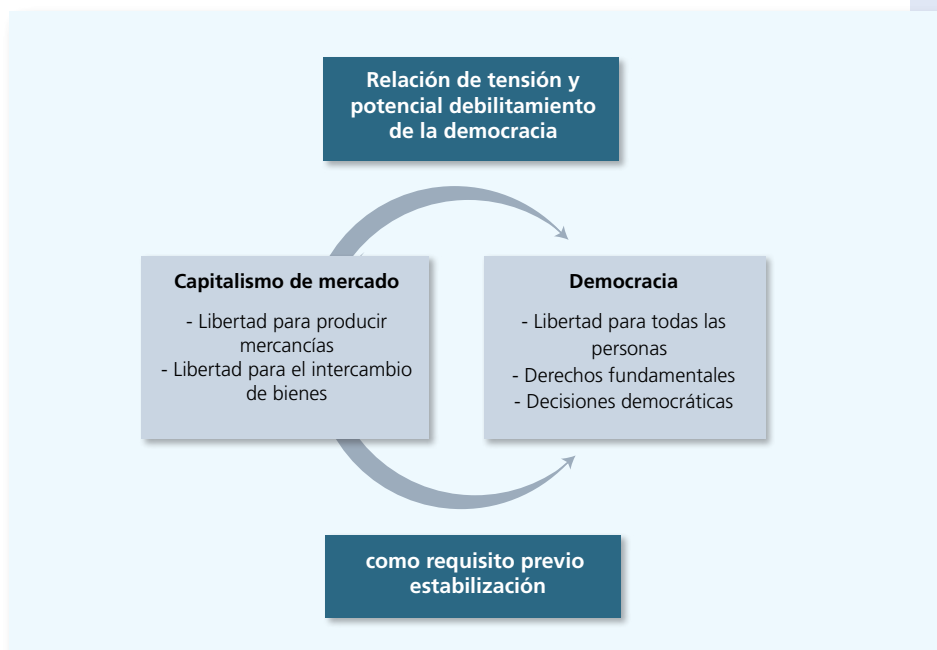 Relación de tensión y
potencial debilitamiento
de la democracia
Capitalismo de mercado
- Libertad para producir
mercancías
- Libertad para el intercambio
de bienes
Democracia
- Libertad para todas las
personas
- Derechos fundamentales
- Decisiones democráticas
como requisito previo
estabilización